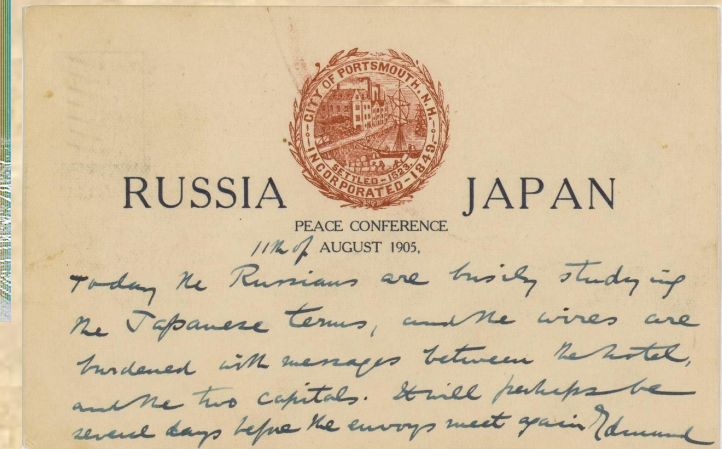 CITY OF PORTSMOUTH, N.H.
SETTLED-1623.
INCORPORATED-1849.
RUSSIA JAPAN
PEACE CONFERENCE
11th of AUGUST 1905,
Today the Russians are busily studying
the Japanese terms, and the wires are
burdened with messages between the hotel,
and the two capitals. It will perhaps be
several days before the envoys meet again Edmund